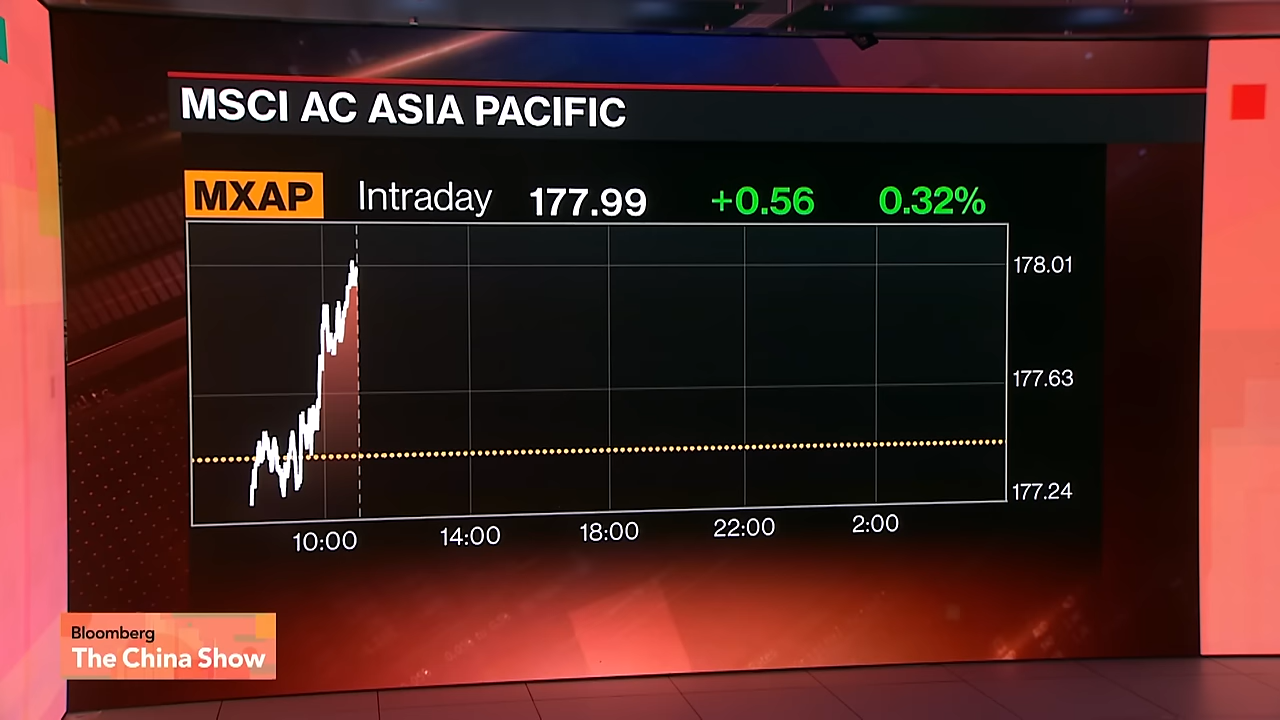 MSCI AC ASIA PACIFIC
MXAP Intraday 177.99 +0.56 0.32%
178.01
177.63
177.24
10:00 14:00 18:00 22:00 2:00
Bloomberg
The China Show